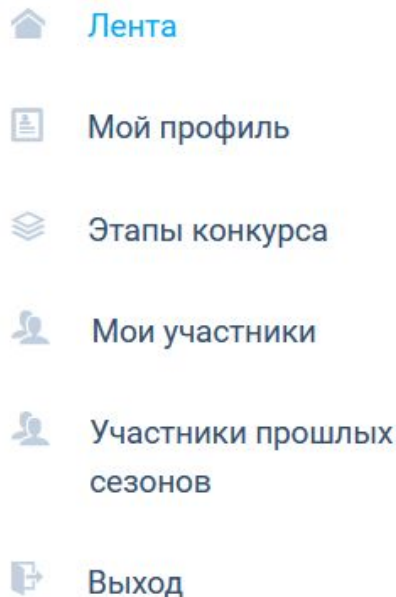 Лента
Мой профиль
Этапы конкурса
Мои участники
Участники прошлых
сезонов
Выход